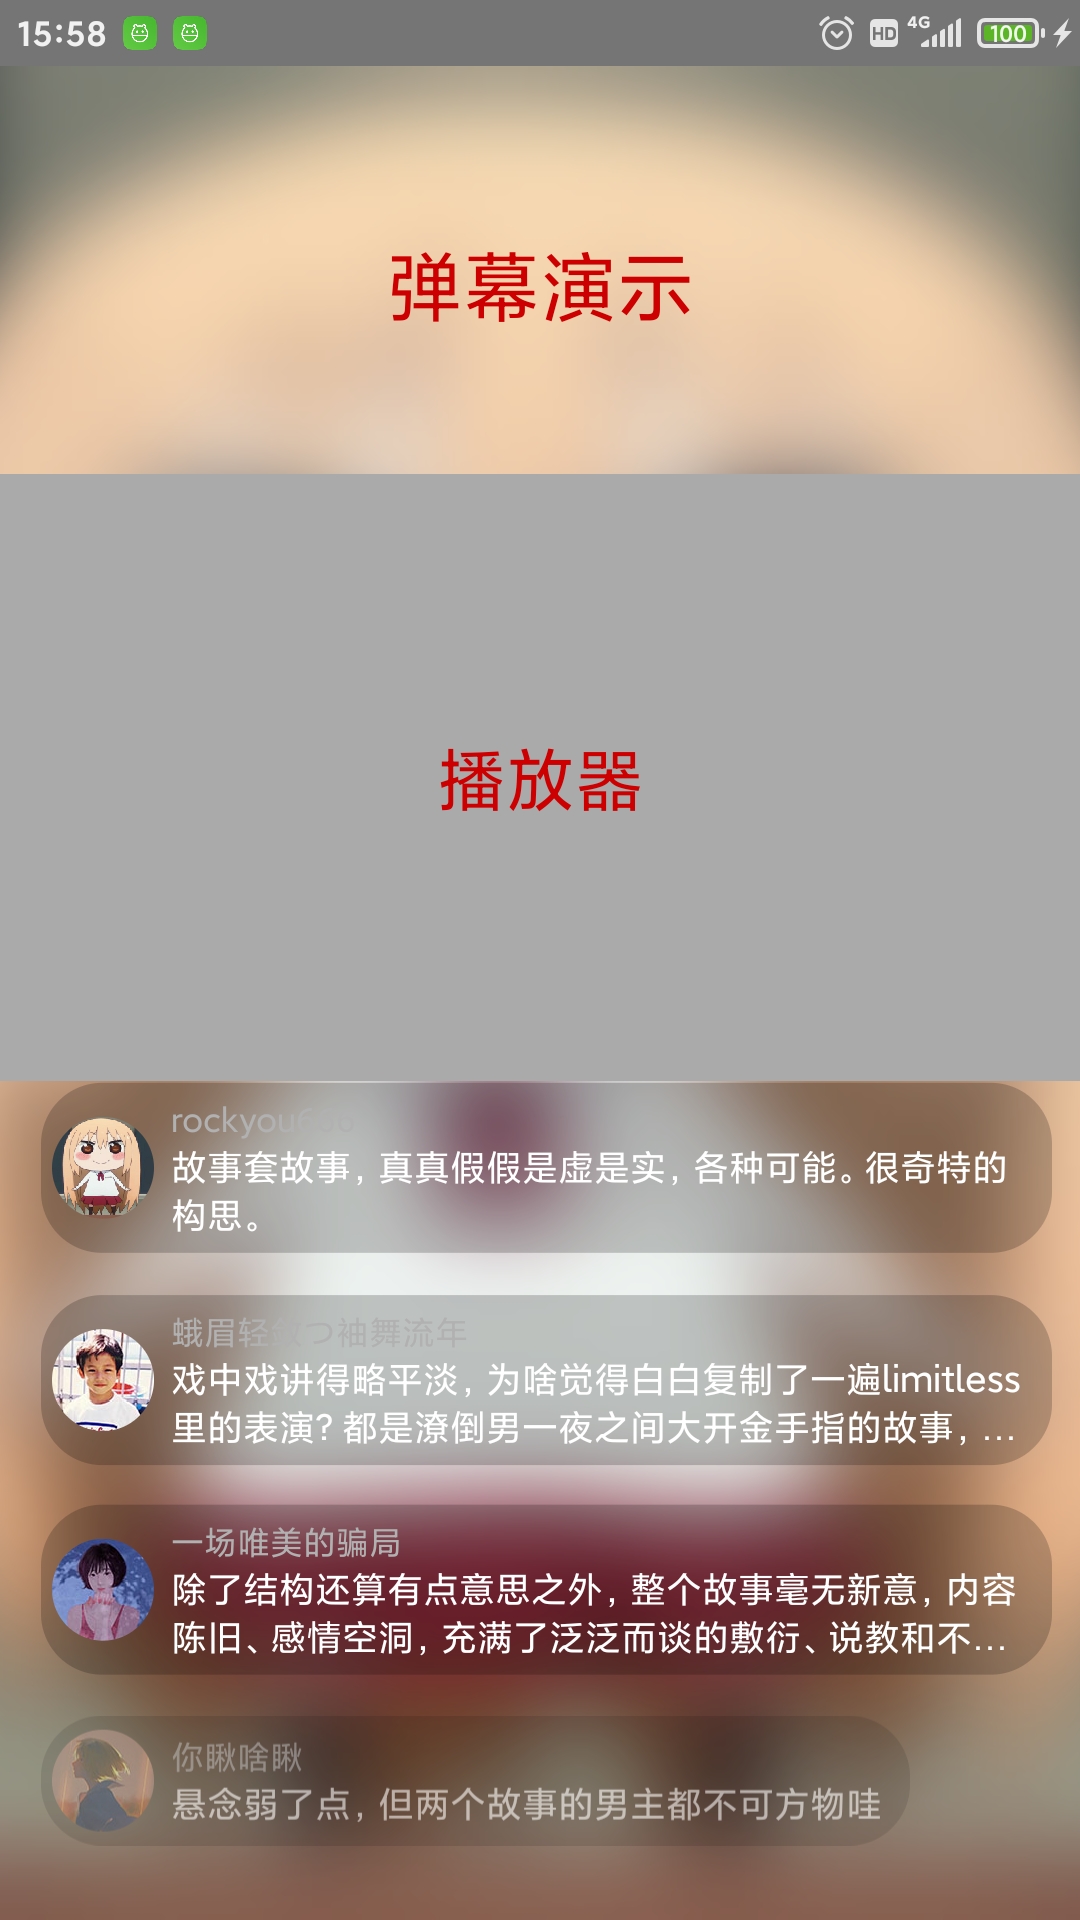 15:58
HD 4G 100
弹幕演示
播放器
rockyou666
故事套故事，真真假假是虚是实，各种可能。很奇特的
构思。
蛾眉轻敛つ袖舞流年
戏中戏讲得略平淡，为啥觉得白白复制了一遍limitless
里的表演？都是潦倒男一夜之间大开金手指的故事，...
一场唯美的骗局
除了结构还算有点意思之外，整个故事毫无新意，内容
陈旧、感情空洞，充满了泛泛而谈的敷衍、说教和不...
你瞅啥瞅
悬念弱了点，但两个故事的男主都不可方物哇